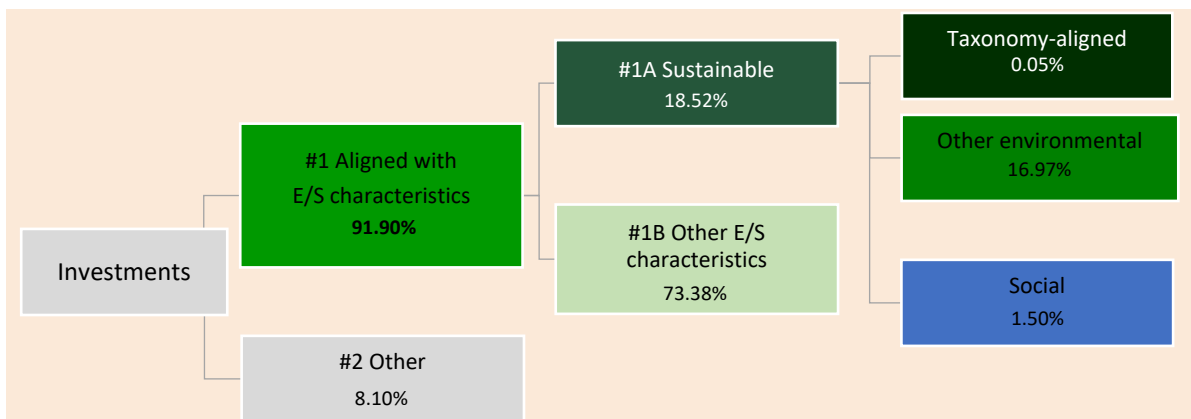 Investments
#1 Aligned with
E/S characteristics
91.90%
#2 Other
8.10%
#1A Sustainable
18.52%
#1B Other E/S
characteristics
73.38%
Taxonomy-aligned
0.05%
Other environmental
16.97%
Social
1.50%